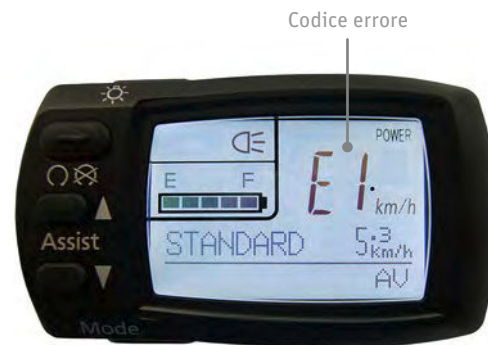 Codice errore
POWER
E F
E1.
km/h
Assist
STANDARD 5.3
km/h
AV
Mode